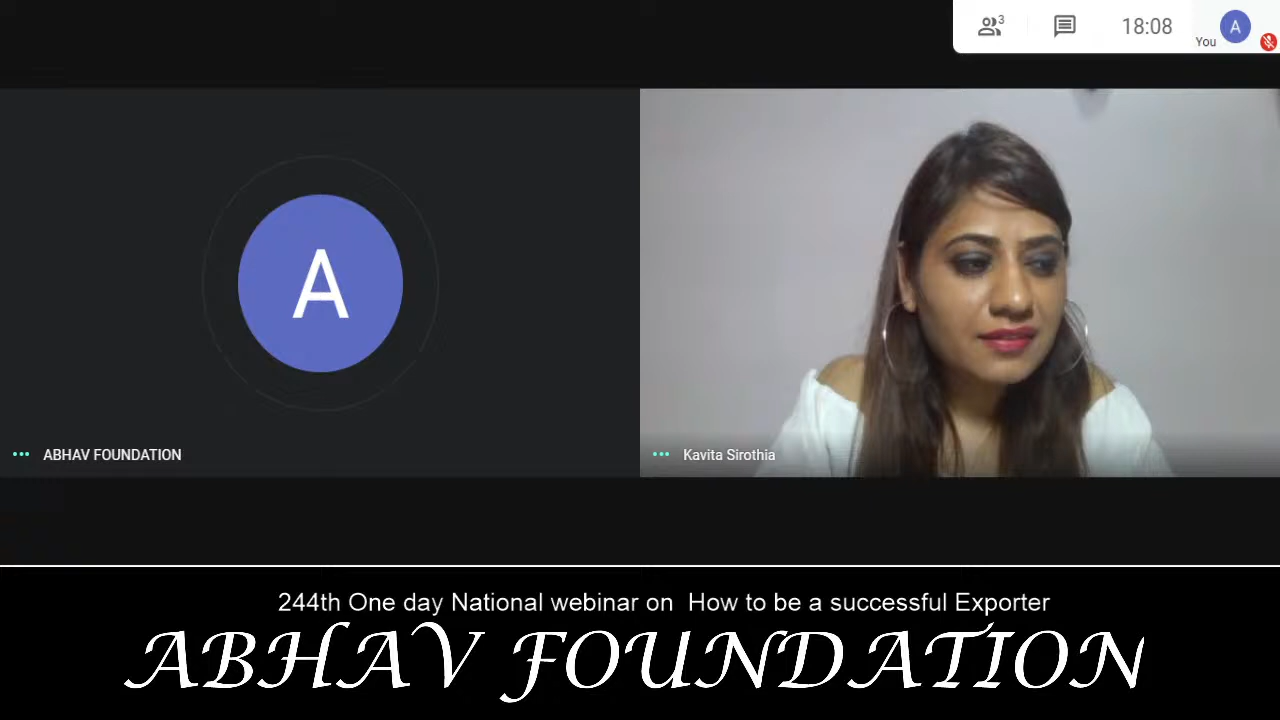 3
18:08
You
A
A
ABHAV FOUNDATION
Kavita Sirothia
244th One day National webinar on  How to be a successful Exporter
ABHAV FOUNDATION